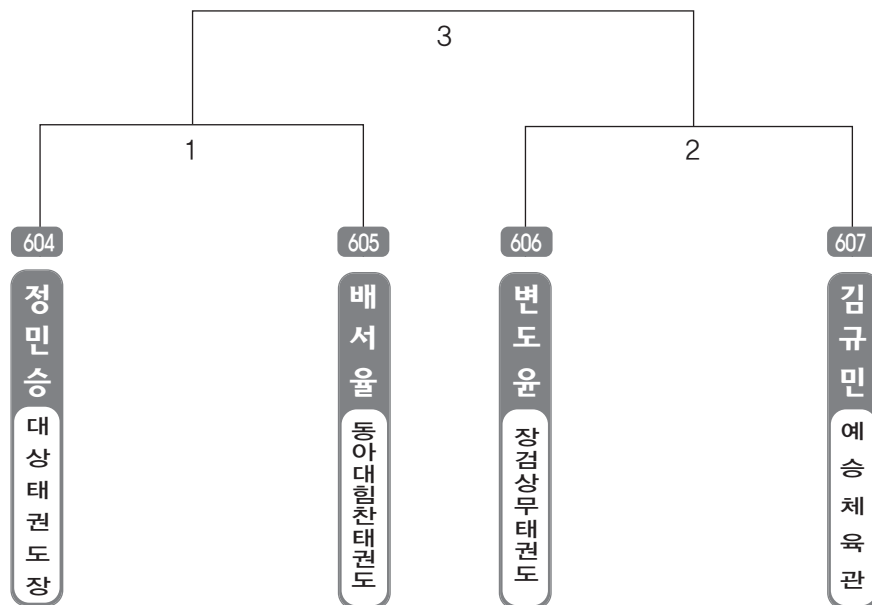 3
1
2
604
605
606
607
정민승
배서율
변도윤
김규민
대상태권도장
동아대힘찬태권도
장검상무태권도
예승체육관